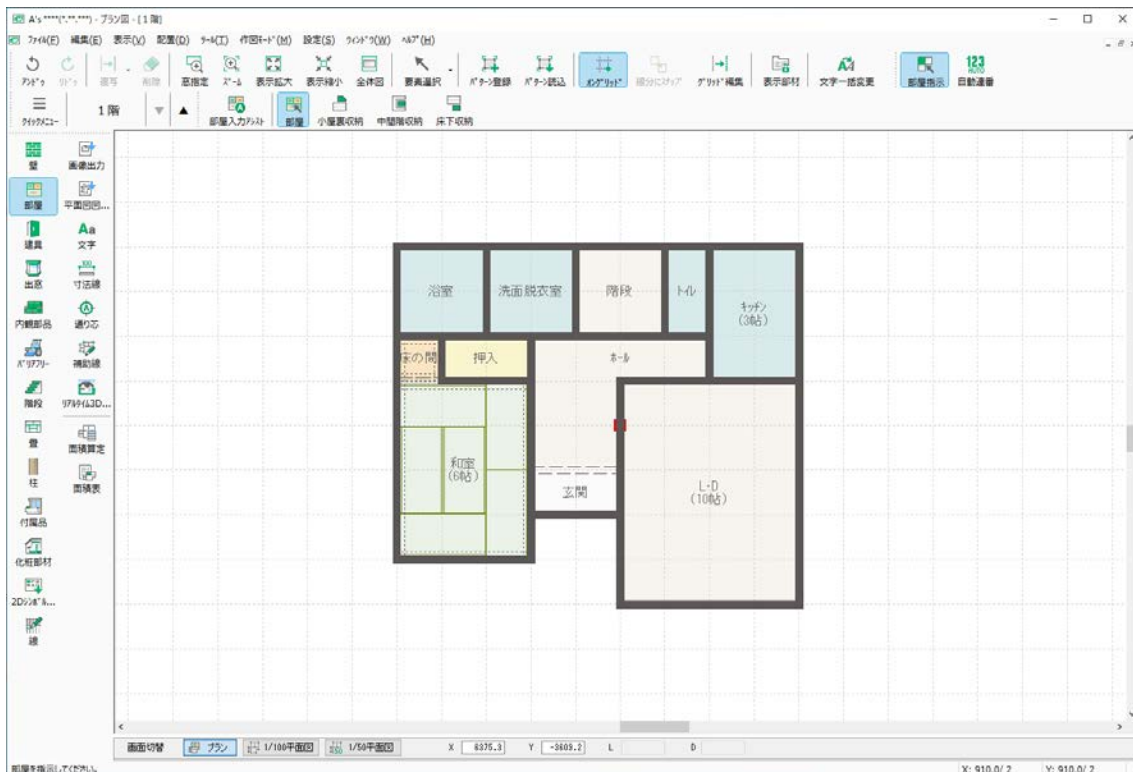 A's ****(*.**.***) - プラン図 - [1 階]
ﾌｧｲﾙ(F) 編集(E) 表示(V) 配置(D) ﾂｰﾙ(T) 作図ﾓｰﾄﾞ(M) 設定(S) ｳｨﾝﾄﾞｳ(W) ﾍﾙﾌﾟ(H)
ｱﾝﾄﾞｩ ﾘﾄﾞｩ 複写 削除 窓指定 ｽﾞｰﾑ 表示拡大 表示縮小 全体図 要素選択 ﾊﾟﾀｰﾝ登録 ﾊﾟﾀｰﾝ読込 ｵﾝｸﾞﾘｯﾄﾞ 線分にｽﾅｯﾌﾟ ｸﾞﾘｯﾄﾞ編集 表示部材 文字一括変更 部屋指示 自動連番
ｸｲｯｸﾒﾆｭｰ 1 階 部屋入力ｱｼｽﾄ 部屋 小屋裏収納 中間階収納 床下収納
壁 画像出力
部屋 平面図図...
建具 文字
出窓 寸法線
内観部品 通り芯
ﾊﾞﾘｱﾌﾘｰ 補助線
階段 ﾘｱﾙﾀｲﾑ3D...
畳 面積算定
柱 面積表
付属品
化粧部材
2Dｼﾝﾎﾞﾙ...
線
浴室 洗面脱衣室 階段 ﾄｲﾚ ｷｯﾁﾝ
(3帖)
床の間 押入 ﾎｰﾙ
和室
(6帖)
玄関
L・D
(10帖)
画面切替 プラン 1/100平面図 1/50平面図 X 8375.3 Y -3603.2 L D
部屋を指示してください。 X: 910.0/ 2 Y: 910.0/ 2